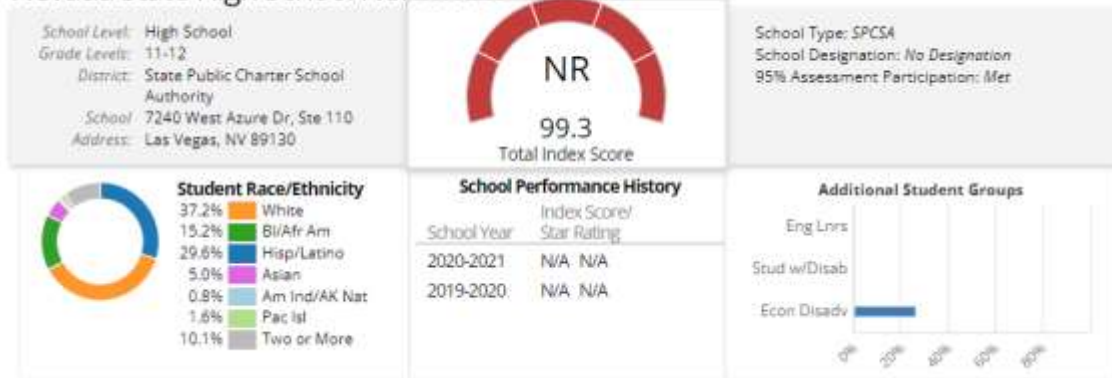 School Level: High School
Grade Levels: 11-12
District: State Public Charter School
Authority
School 7240 West Azure Dr, Ste 110
Address: Las Vegas, NV 89130
NR
99.3
Total Index Score
School Type: SPCSA
School Designation: No Designation
95% Assessment Participation: Met
Student Race/Ethnicity
37.2% White
15.2% Bl/Afr Am
29.6% Hisp/Latino
5.0% Asian
0.8% Am Ind/AK Nat
1.6% Pac Isl
10.1% Two or More
School Performance History
Index Score/
School Year Star Rating
2020-2021 N/A N/A
2019-2020 N/A N/A
Additional Student Groups
Eng Lnrs
Stud w/Disab
Econ Disadv
0% 20% 40% 60% 80%